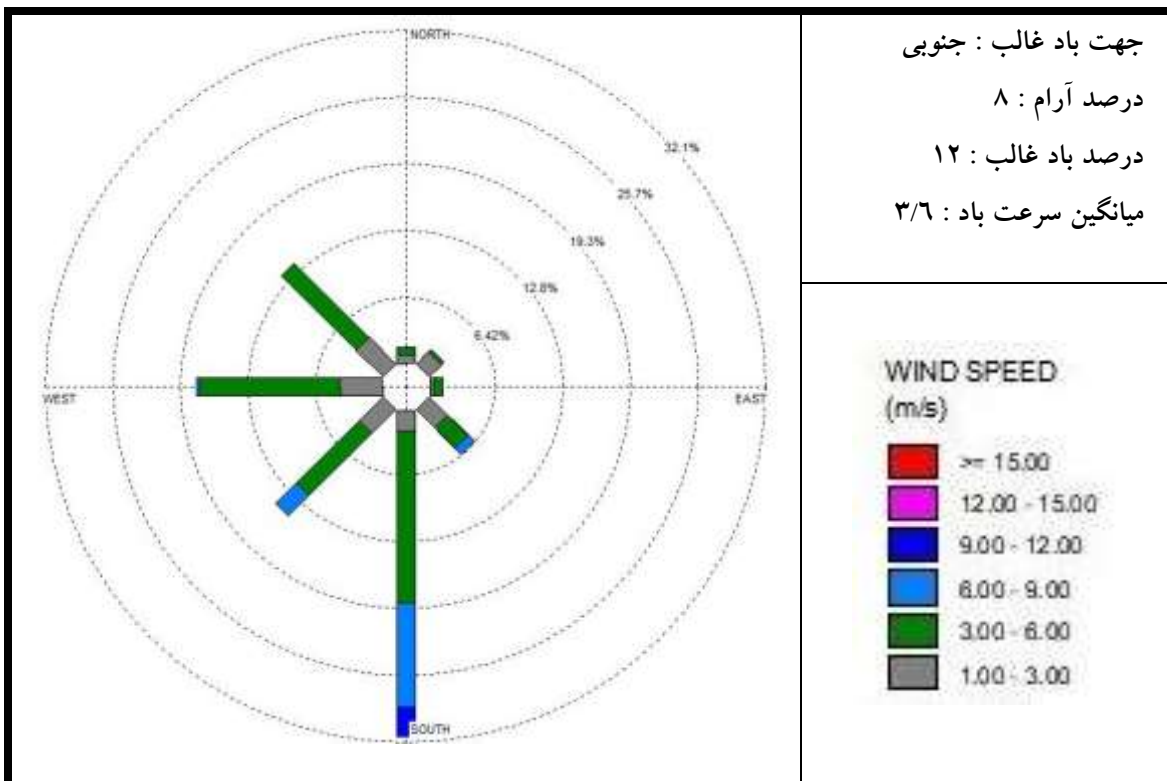 جهت باد غالب : جنوبی
درصد آرام : ۸
درصد باد غالب : ۱۲
میانگین سرعت باد : ۳/٦
NORTH
32.1%
25.7%
19.3%
12.8%
6.42%
WEST
EAST
SOUTH
WIND SPEED
(m/s)
>= 15.00
12.00 - 15.00
9.00 - 12.00
6.00 - 9.00
3.00 - 6.00
1.00 - 3.00